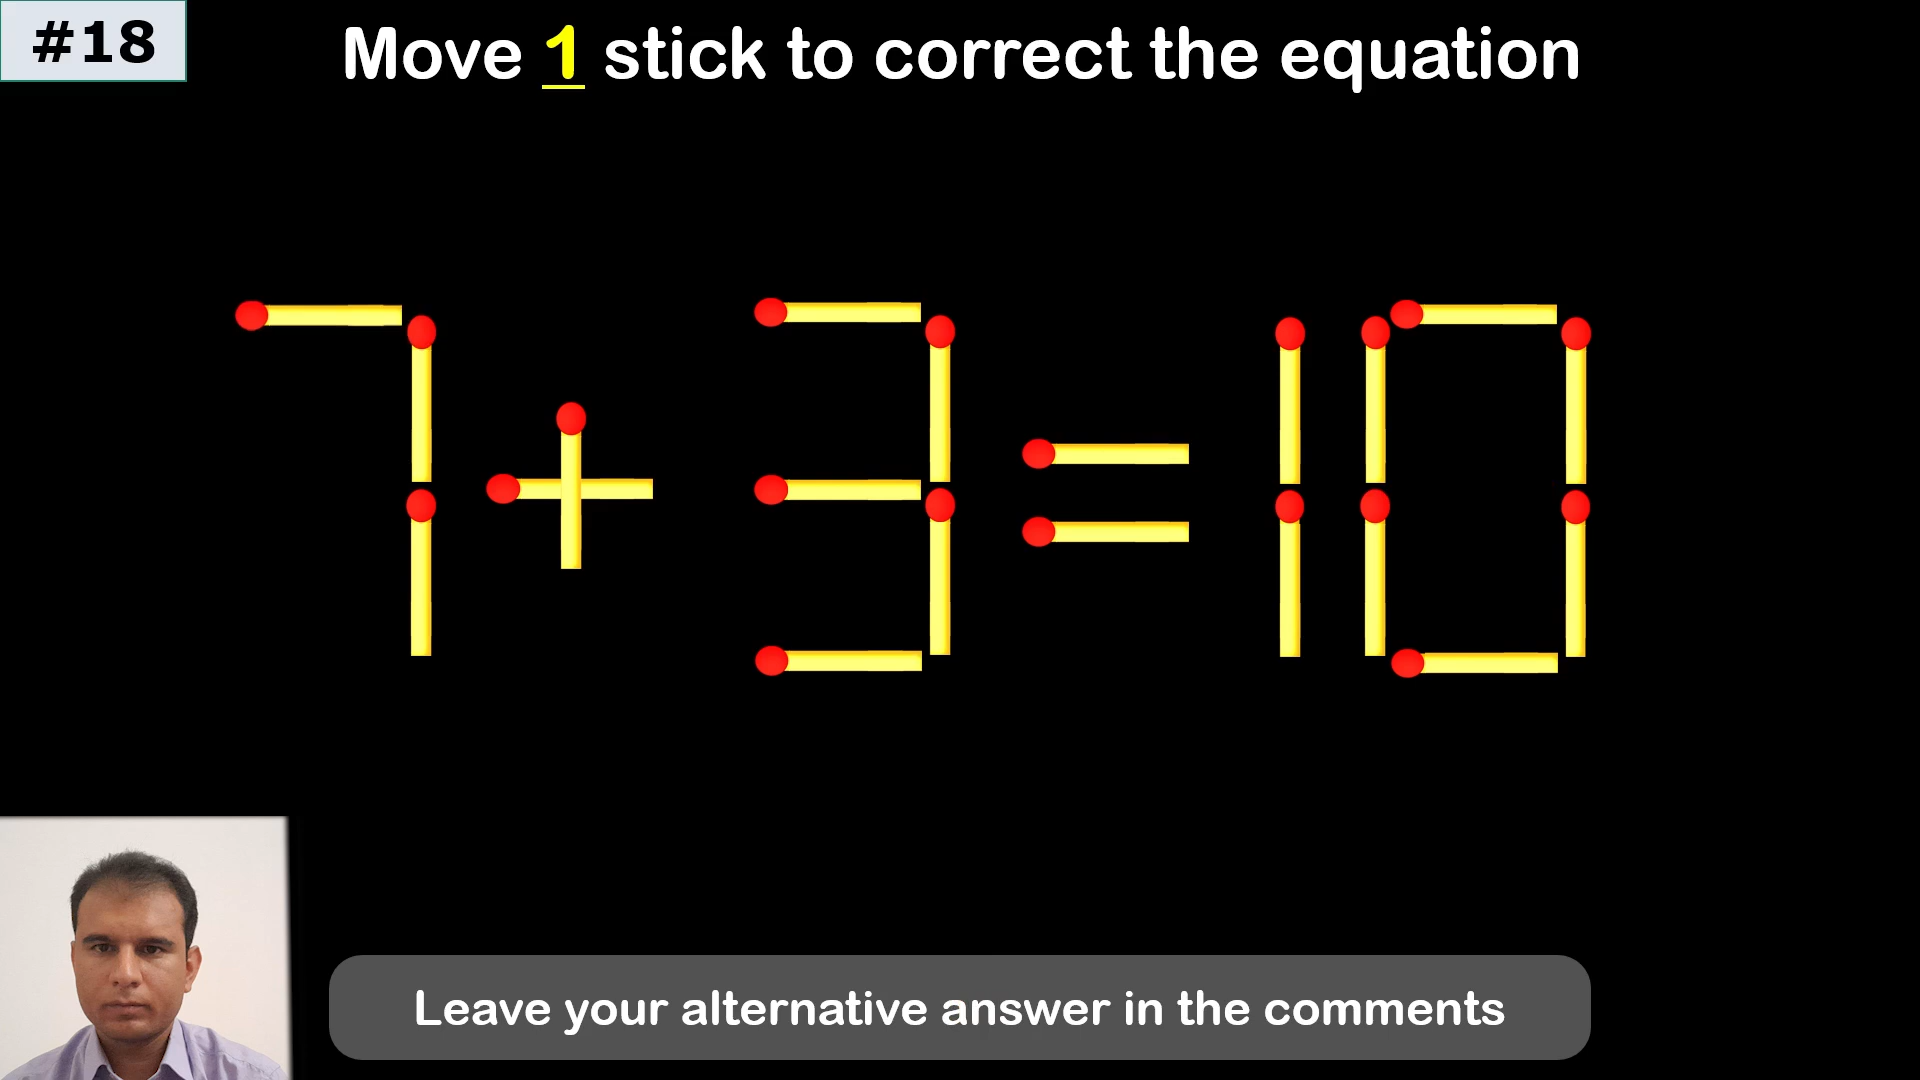 #18
Move 1 stick to correct the equation
7+3=10
Leave your alternative answer in the comments